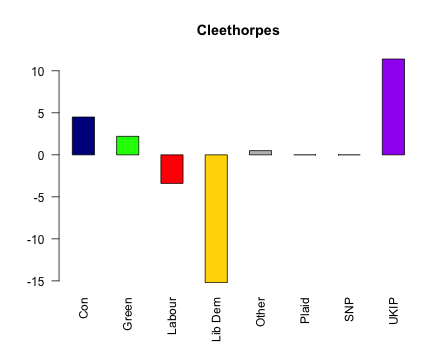 Cleethorpes
10
5
0
-5
-10
-15
Con
Green
Labour
Lib Dem
Other
Plaid
SNP
UKIP